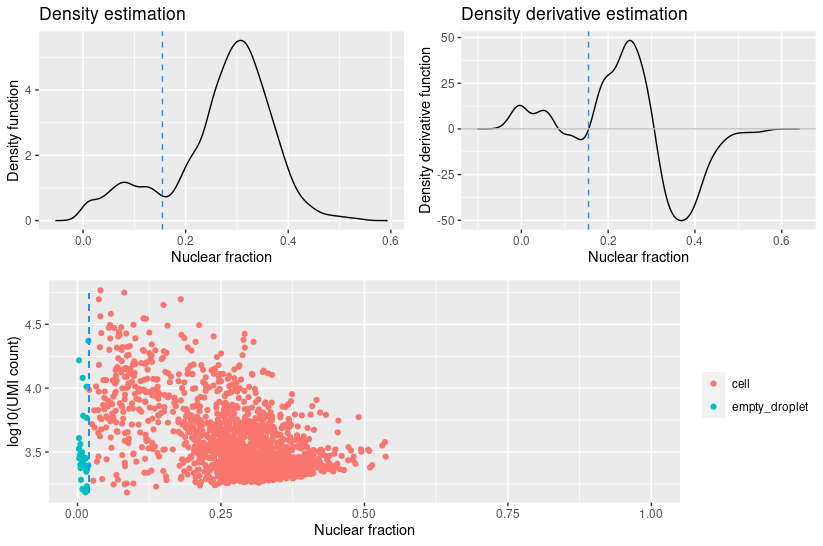 Density estimation
Density function
4
2
0
0.0 0.2 0.4 0.6
Nuclear fraction
Density derivative estimation
Density derivative function
50
25
0
-25
-50
0.0 0.2 0.4 0.6
Nuclear fraction
log10(UMI count)
4.5
4.0
3.5
0.00 0.25 0.50 0.75 1.00
Nuclear fraction
cell
empty_droplet